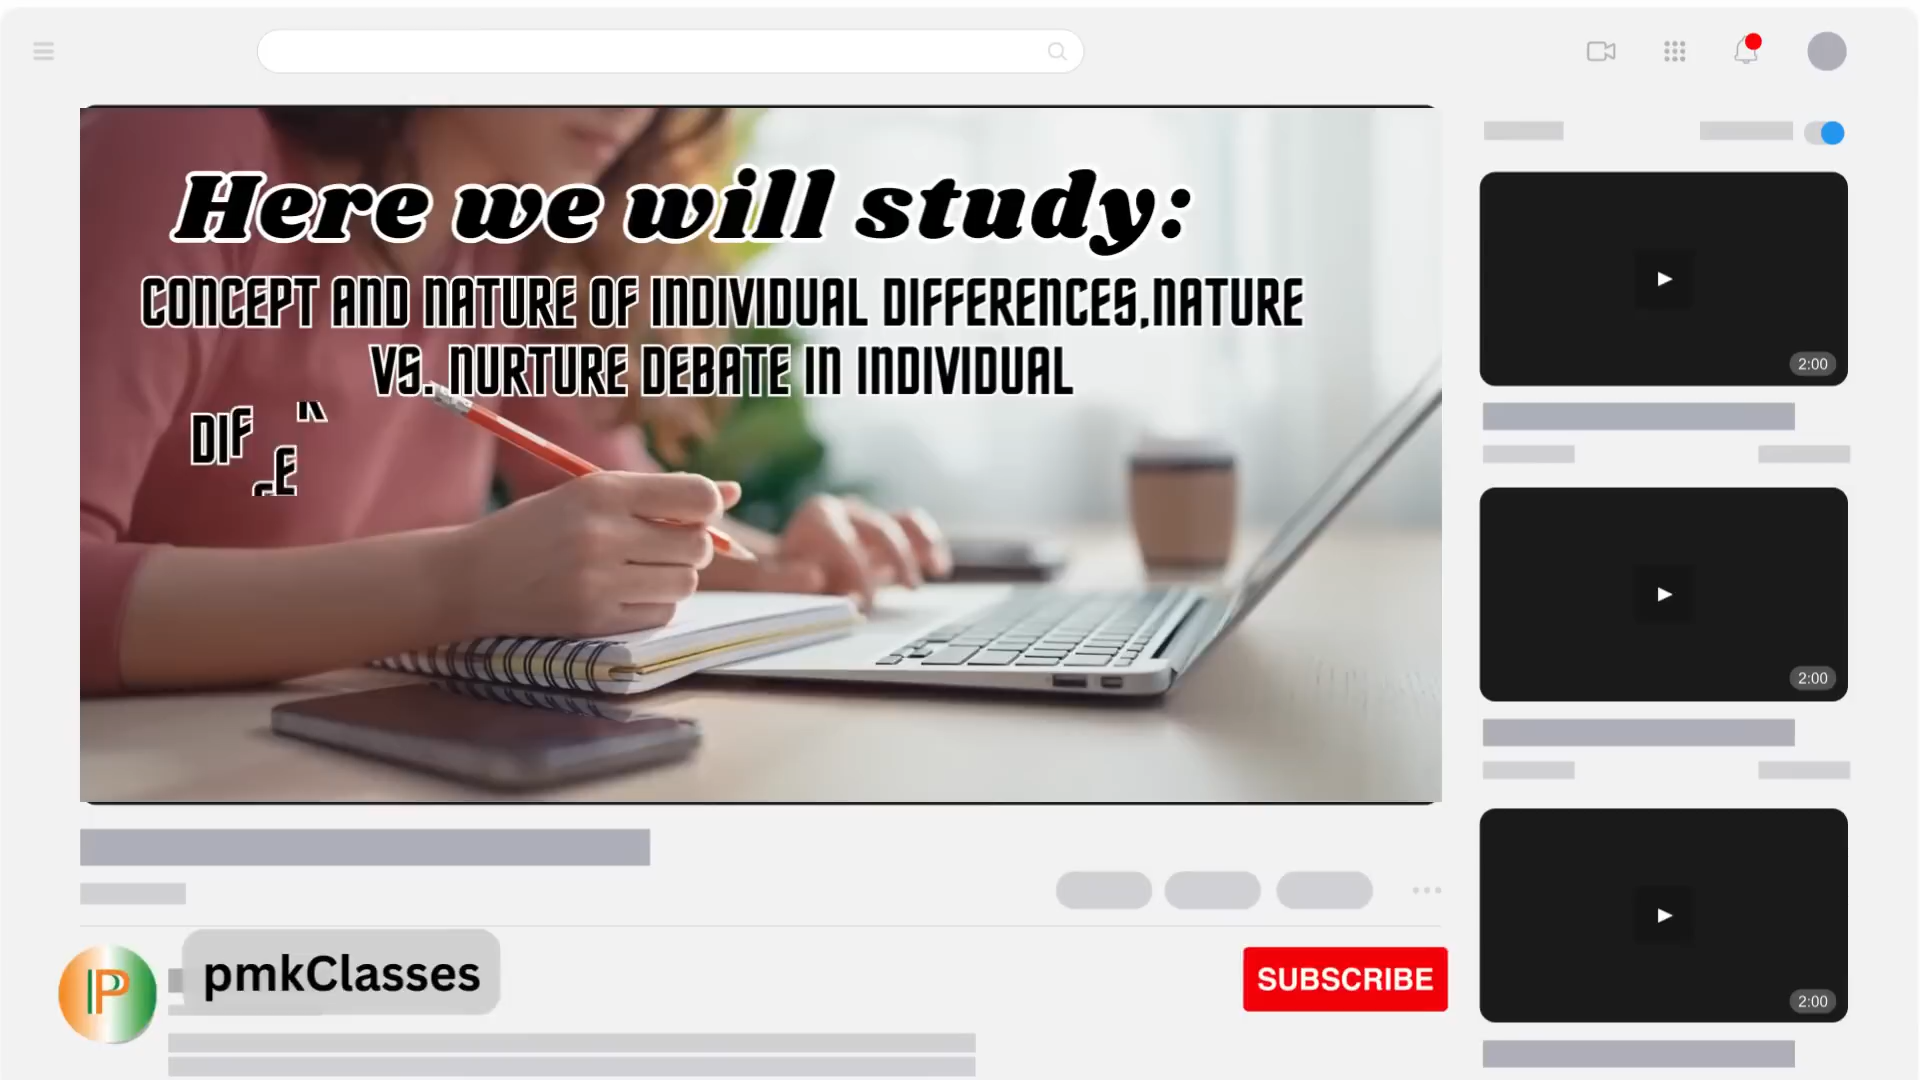 Here we will study:
CONCEPT AND NATURE OF INDIVIDUAL DIFFERENCES,NATURE
VS. NURTURE DEBATE IN INDIVIDUAL
2:00
2:00
pmkClasses
SUBSCRIBE
2:00